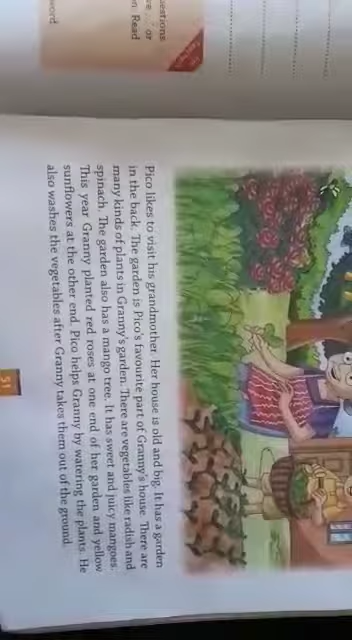 Pico likes to visit his grandmother. Her house is old and big. It has a garden
in the back. The garden is Pico's favourite part of Granny's house. There are
many kinds of plants in Granny's garden. There are vegetables like radish and
spinach. The garden also has a mango tree. It has sweet and juicy mangoes.
This year Granny planted red roses at one end of her garden and yellow
sunflowers at the other end. Pico helps Granny by watering the plants. He
also washes the vegetables after Granny takes them out of the ground.
51
or
Read